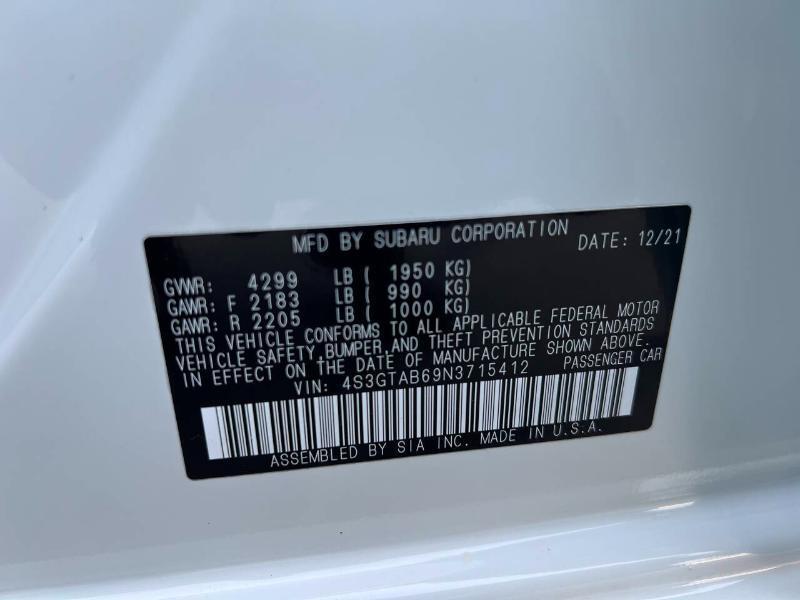 MFD BY SUBARU CORPORATION DATE: 12/21
GVWR: 4299 LB ( 1950 KG)
GAWR: F 2183 LB ( 990 KG)
GAWR: R 2205 LB ( 1000 KG)
THIS VEHICLE CONFORMS TO ALL APPLICABLE FEDERAL MOTOR
VEHICLE SAFETY,BUMPER,AND THEFT PREVENTION STANDARDS
IN EFFECT ON DATE OF MANUFACTURE SHOWN ABOVE.
VIN: 4S3GTAB69N3715412 PASSENGER CAR
ASSEMBLED BY SIA INC. MADE IN U.S.A.